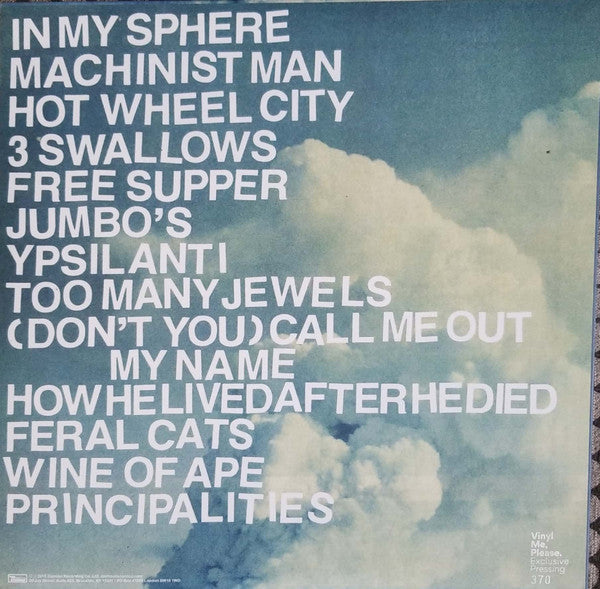 IN MY SPHERE
MACHINIST MAN
HOT WHEEL CITY
3 SWALLOWS
FREE SUPPER
JUMBO'S
YPSILANTI
TOO MANY JEWELS
(DON'T YOU) CALL ME OUT
MY NAME
HOW HE LIVED AFTER HE DIED
FERAL CATS
WINE OF APE
PRINCIPALITIES
Vinyl
Me,
Please.
Exclusive
Pressing
370